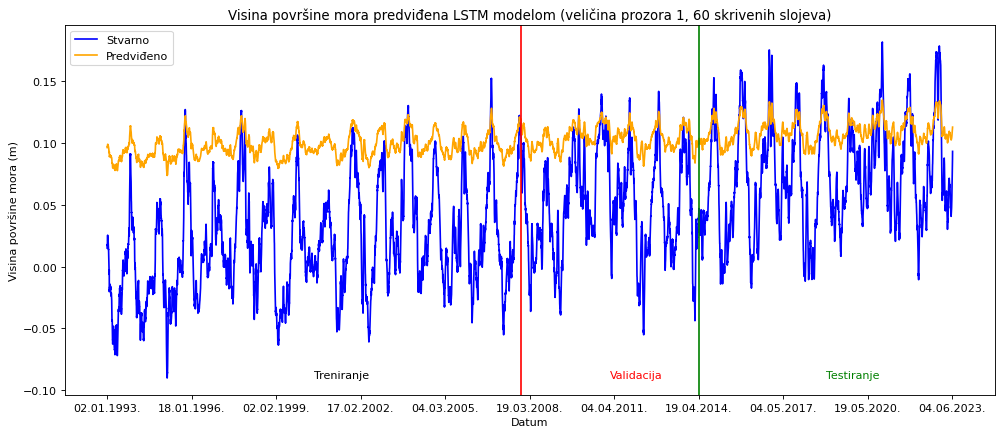 Visina površine mora predviđena LSTM modelom (veličina prozora 1, 60 skrivenih slojeva)
Stvarno
Predviđeno
Visina površine mora (m)
0.15
0.10
0.05
0.00
−0.05
−0.10
Treniranje
Validacija
Testiranje
02.01.1993.
18.01.1996.
02.02.1999.
17.02.2002.
04.03.2005.
19.03.2008.
04.04.2011.
19.04.2014.
04.05.2017.
19.05.2020.
04.06.2023.
Datum